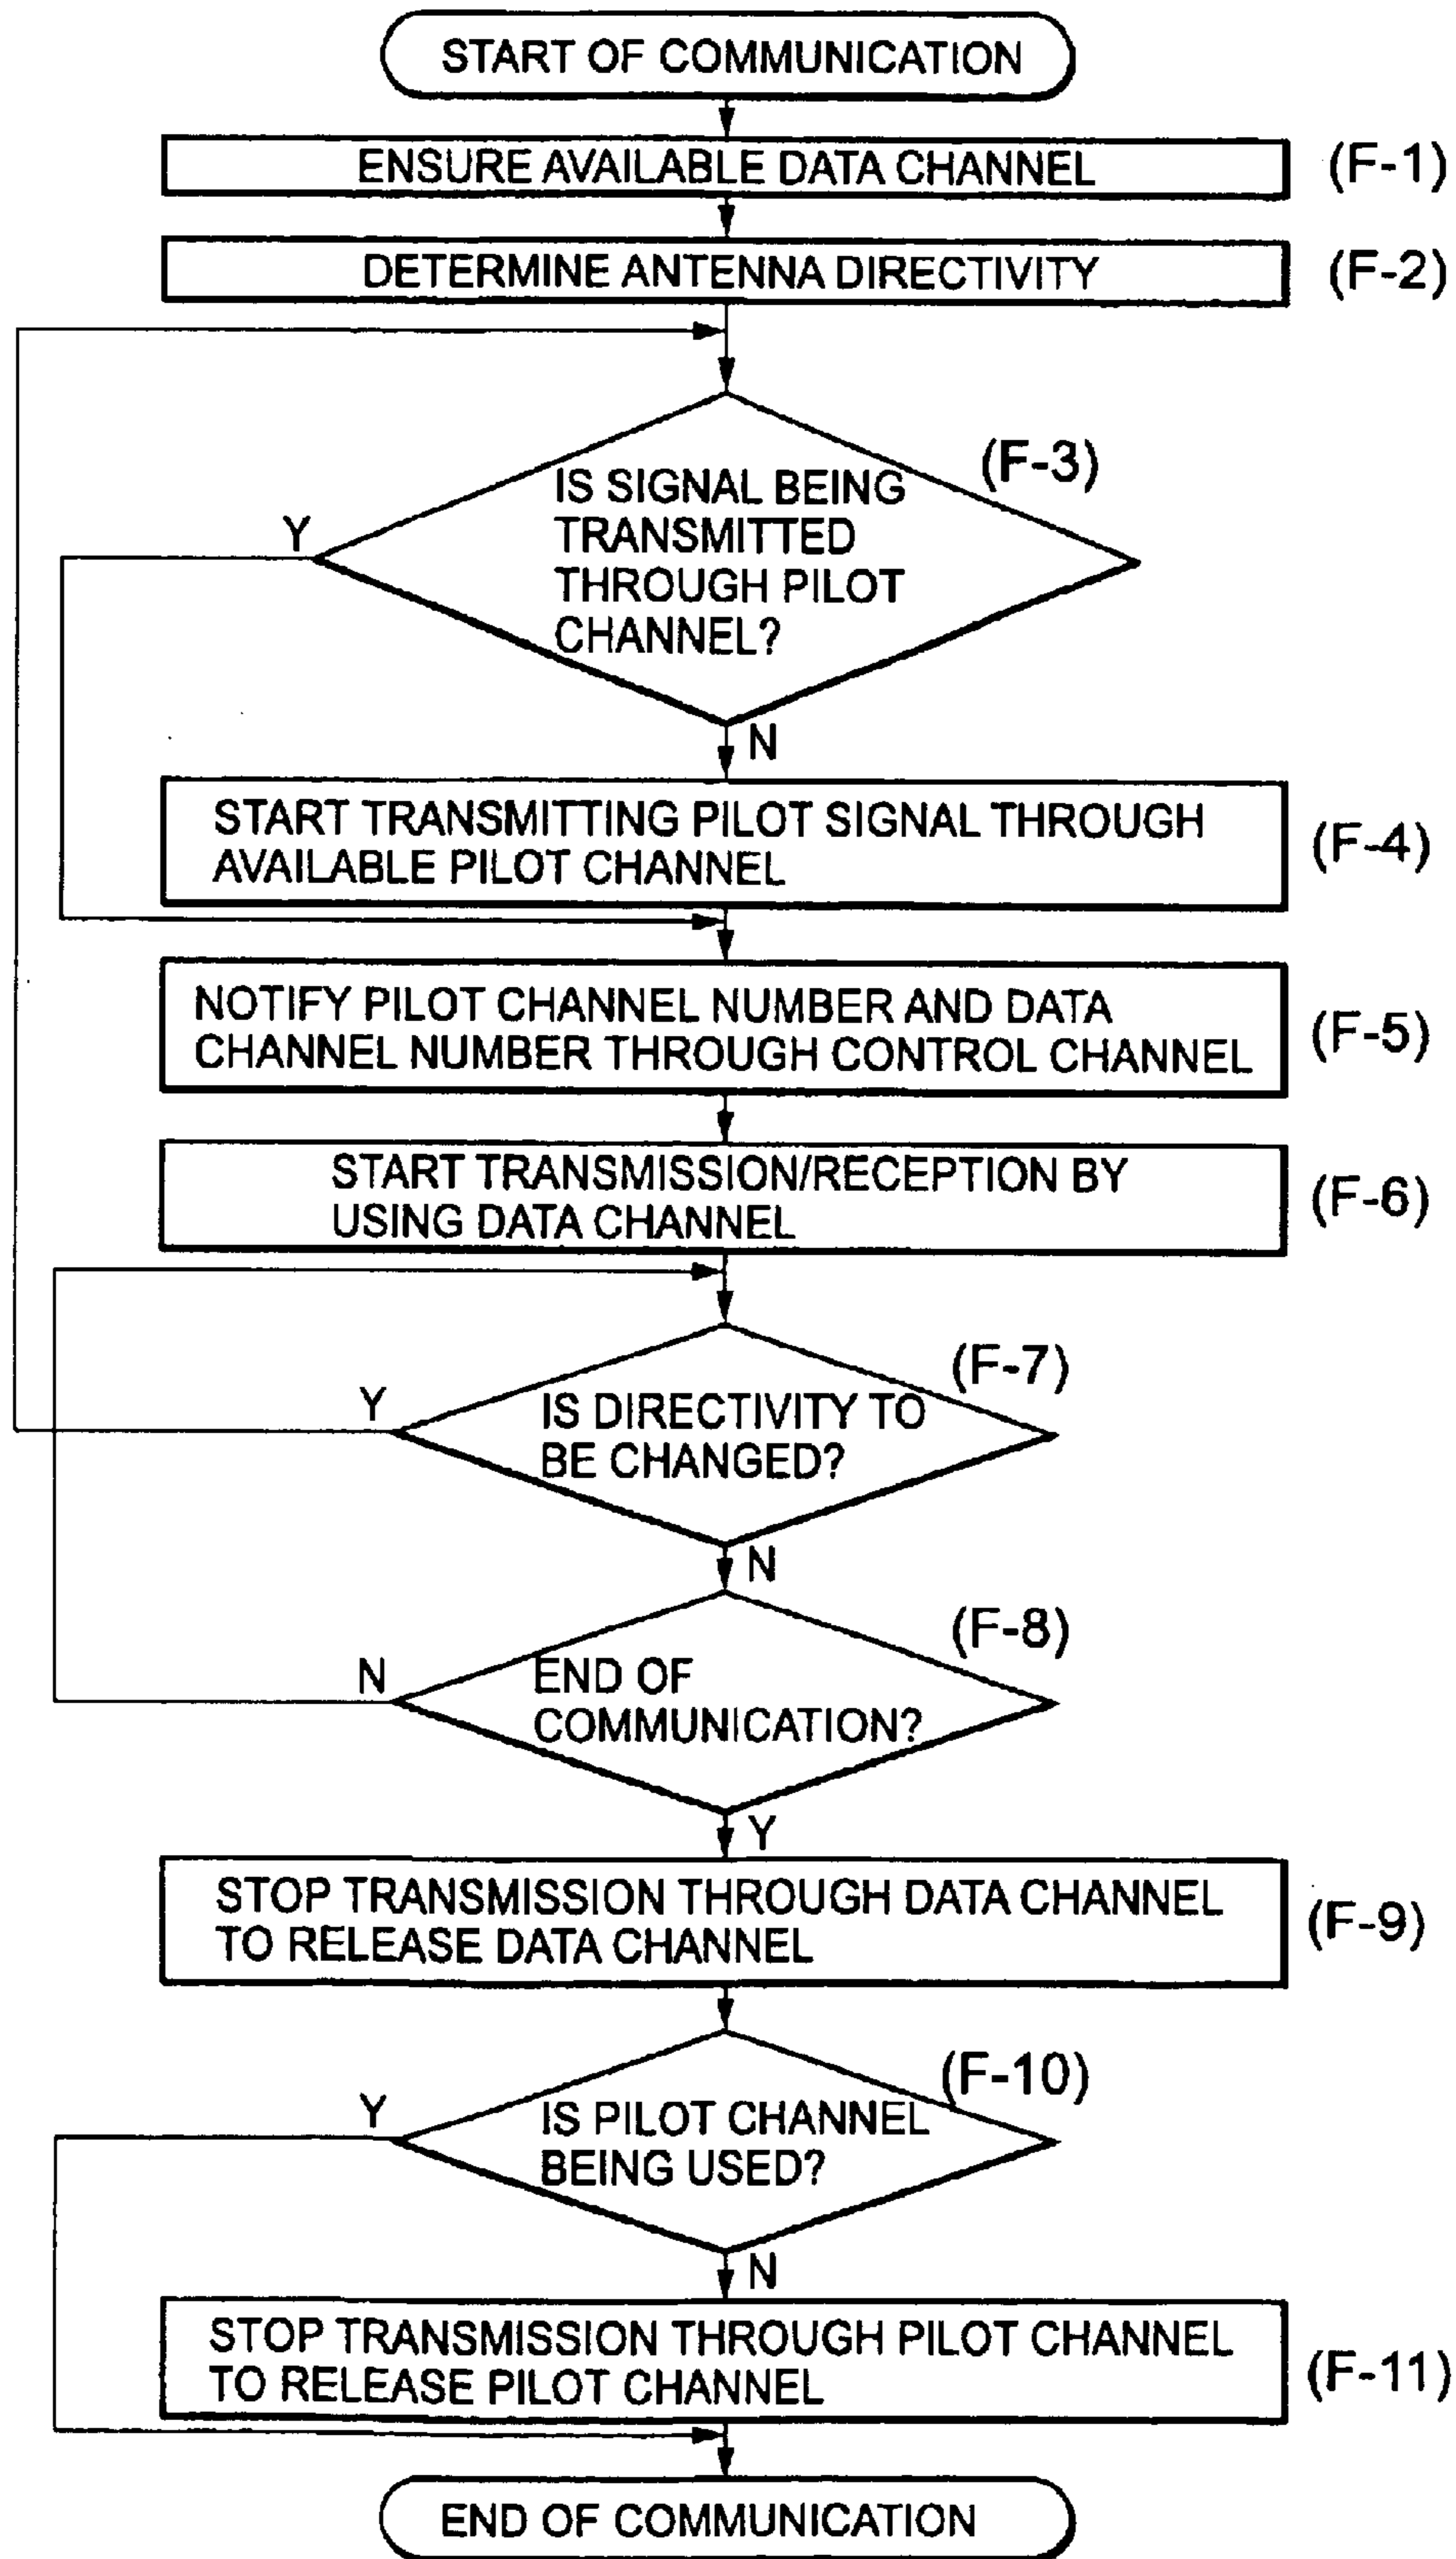 START OF COMMUNICATION
ENSURE AVAILABLE DATA CHANNEL
(F-1)
DETERMINE ANTENNA DIRECTIVITY
(F-2)
(F-3)
IS SIGNAL BEING
TRANSMITTED
THROUGH PILOT
CHANNEL?
Y
N
START TRANSMITTING PILOT SIGNAL THROUGH
AVAILABLE PILOT CHANNEL
(F-4)
NOTIFY PILOT CHANNEL NUMBER AND DATA
CHANNEL NUMBER THROUGH CONTROL CHANNEL
(F-5)
START TRANSMISSION/RECEPTION BY
USING DATA CHANNEL
(F-6)
(F-7)
Y
IS DIRECTIVITY TO
BE CHANGED?
N
(F-8)
N
END OF
COMMUNICATION?
Y
STOP TRANSMISSION THROUGH DATA CHANNEL
TO RELEASE DATA CHANNEL
(F-9)
(F-10)
Y
IS PILOT CHANNEL
BEING USED?
N
STOP TRANSMISSION THROUGH PILOT CHANNEL
TO RELEASE PILOT CHANNEL
(F-11)
END OF COMMUNICATION